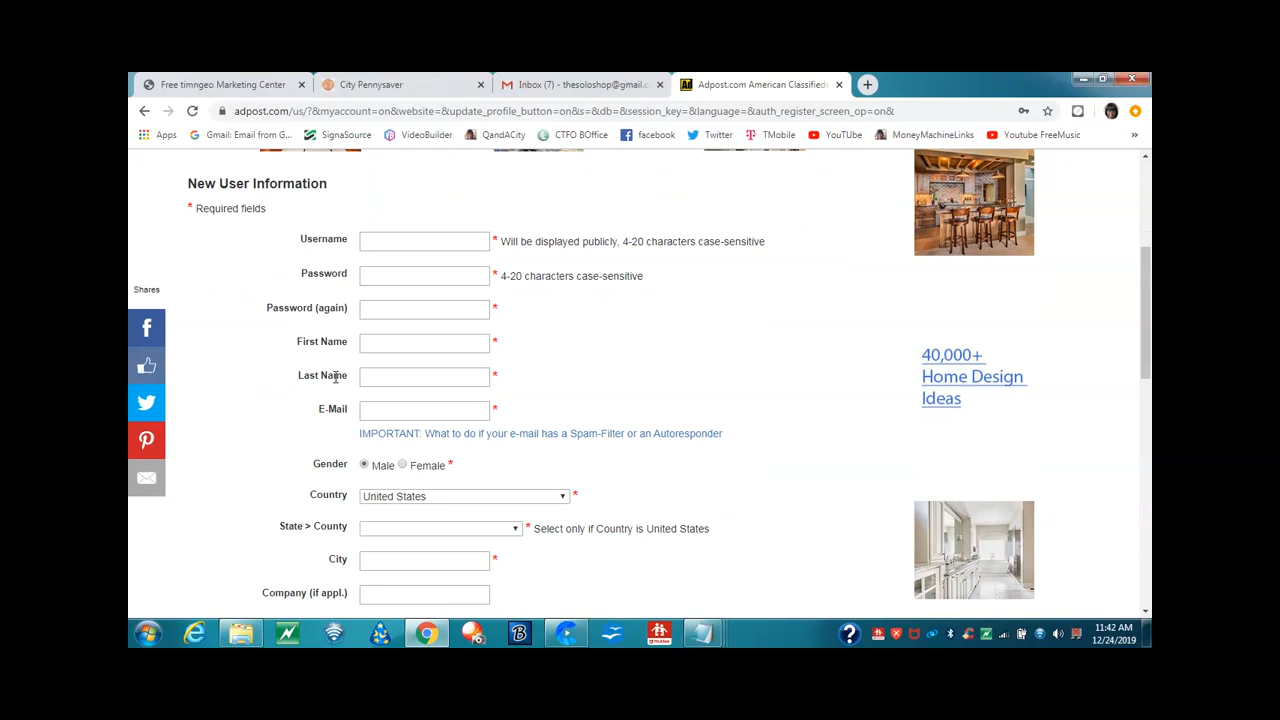 Free timngeo Marketing Center
City Pennysaver
Inbox (7) - thesoloshop@gmail.c
Adpost.com American Classifieds
adpost.com/us/?&myaccount=on&website=&update_profile_button=on&s=&db=&session_key=&language=&auth_register_screen_op=on&
Apps
Gmail: Email from G...
SignaSource
VideoBuilder
QandACity
CTFO BOffice
facebook
Twitter
TMobile
YouTUbe
MoneyMachineLinks
Youtube FreeMusic
»
New User Information
* Required fields
Username * Will be displayed publicly, 4-20 characters case-sensitive
Password * 4-20 characters case-sensitive
Shares
Password (again) *
First Name *
Last Name *
E-Mail *
IMPORTANT: What to do if your e-mail has a Spam-Filter or an Autoresponder
Gender Male Female *
Country United States *
State > County * Select only if Country is United States
City *
Company (if appl.)
40,000+
Home Design
Ideas
11:42 AM
12/24/2019